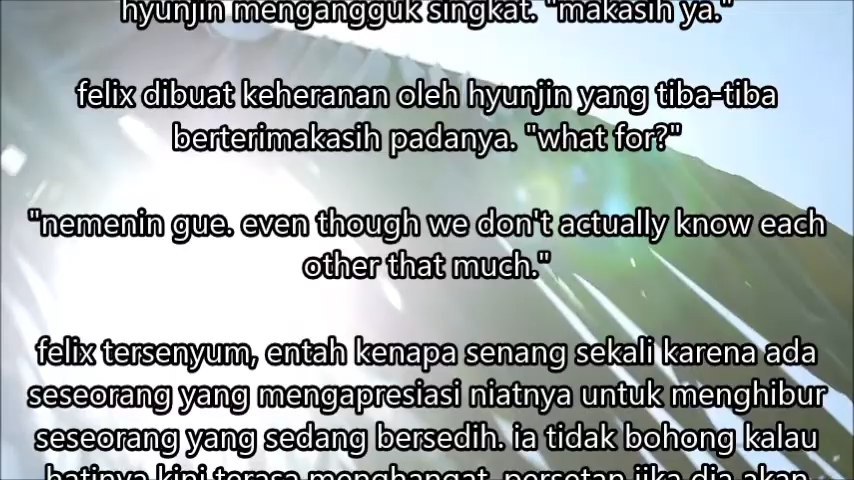 hyunjin mengangguk singkat. "makasih ya."
felix dibuat keheranan oleh hyunjin yang tiba-tiba
berterimakasih padanya. "what for?"
"nemenin gue. even though we don't actually know each
other that much."
felix tersenyum, entah kenapa senang sekali karena ada
seseorang yang mengapresiasi niatnya untuk menghibur
seseorang yang sedang bersedih. ia tidak bohong kalau
hatinya kini terasa menghangat. persetan jika dia akan